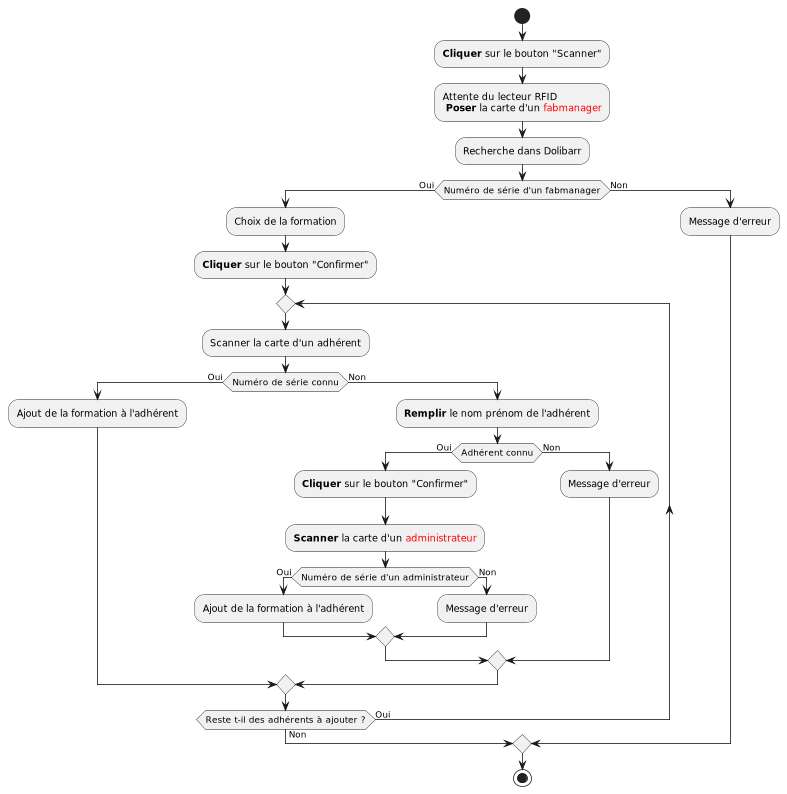 Cliquer sur le bouton "Scanner"
Attente du lecteur RFID
Poser la carte d'un fabmanager
Recherche dans Dolibarr
Oui
Numéro de série d'un fabmanager
Non
Choix de la formation
Message d'erreur
Cliquer sur le bouton "Confirmer"
Scanner la carte d'un adhérent
Oui
Numéro de série connu
Non
Ajout de la formation à l'adhérent
Remplir le nom prénom de l'adhérent
Oui
Adhérent connu
Non
Cliquer sur le bouton "Confirmer"
Message d'erreur
Scanner la carte d'un administrateur
Oui
Numéro de série d'un administrateur
Non
Ajout de la formation à l'adhérent
Message d'erreur
Reste t-il des adhérents à ajouter ?
Oui
Non